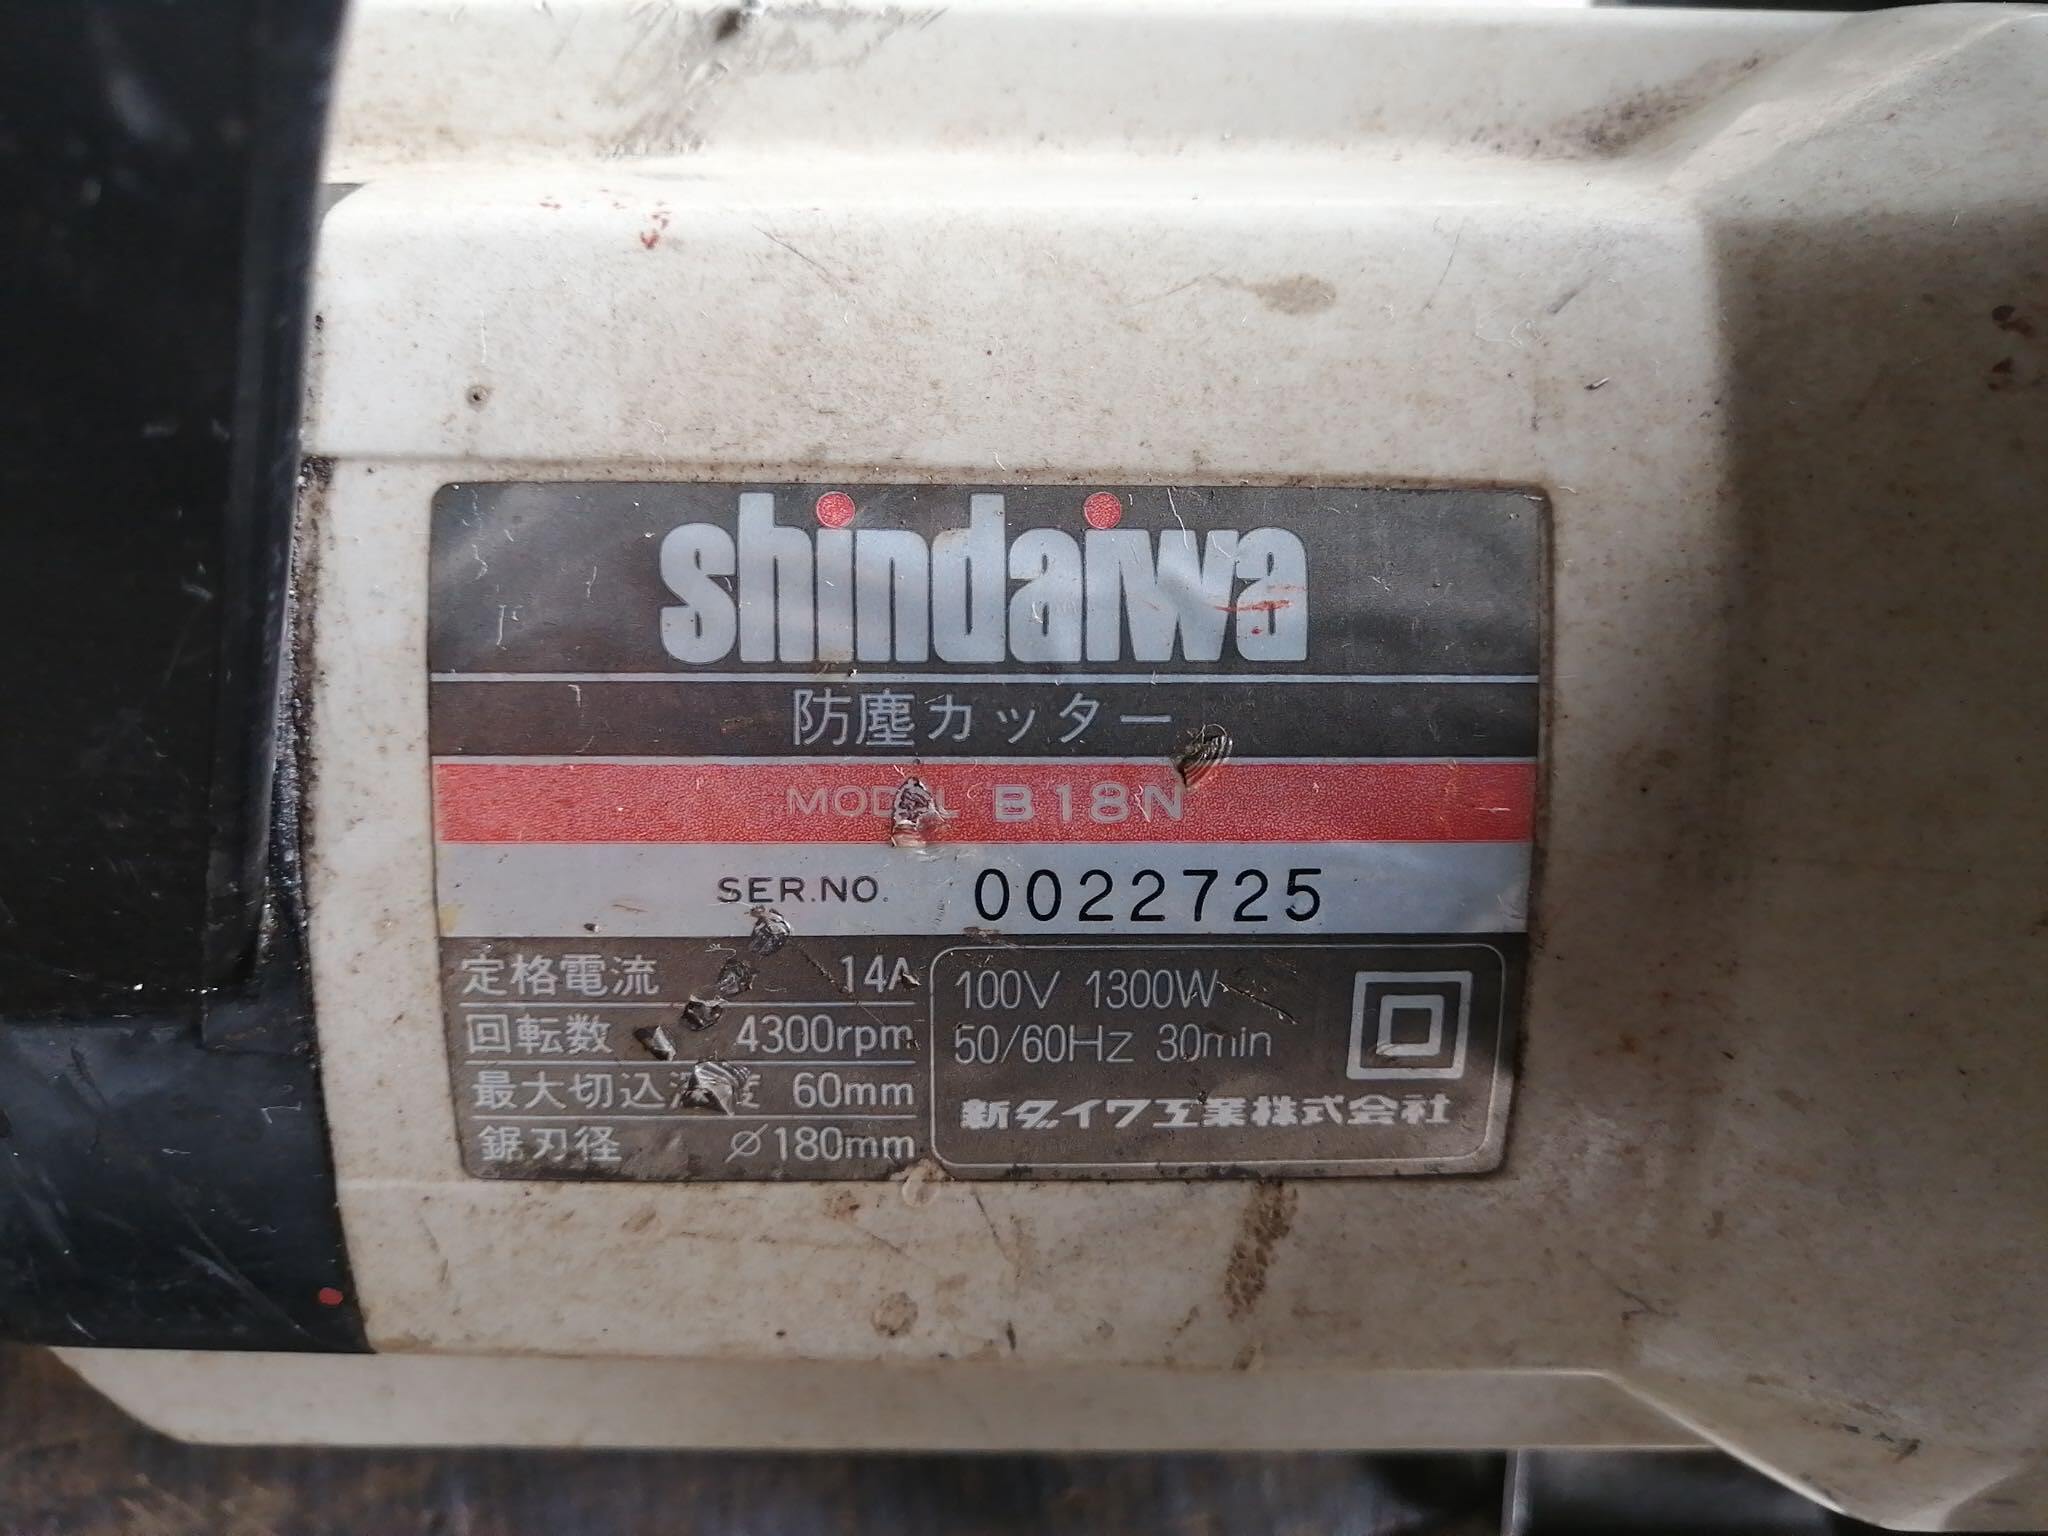 shindaiwa
防塵カッター
MODEL B18N
SER.NO. 0022725
定格電流 14A
回転数 4300rpm
最大切込深度 60mm
鋸刃径 ⌀180mm
100V 1300W
50/60Hz 30min
新ダイワ工業株式会社